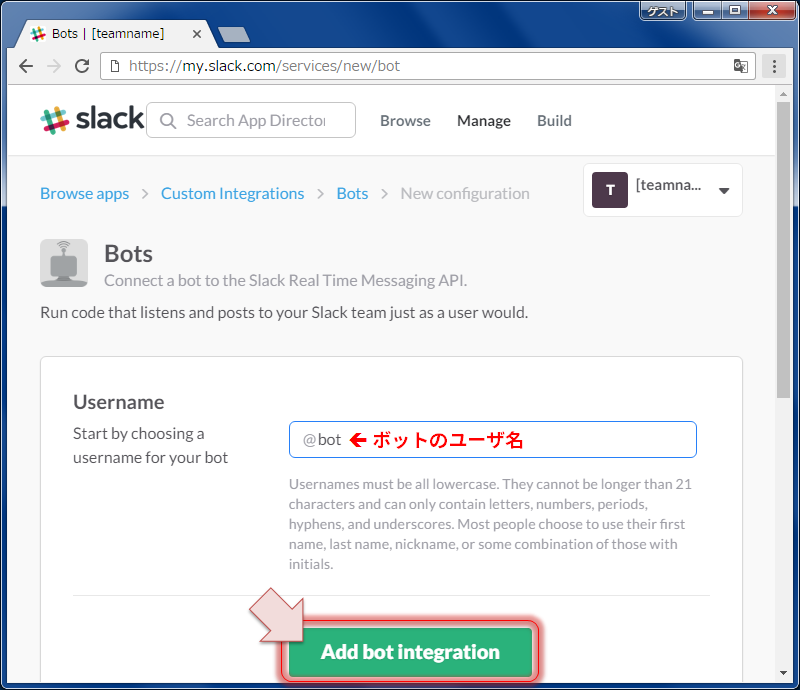 ゲスト
Bots | [teamname]
https://my.slack.com/services/new/bot
slack
Search App Director
Browse
Manage
Build
Browse apps > Custom Integrations > Bots > New configuration
T
[teamna...
Bots
Connect a bot to the Slack Real Time Messaging API.
Run code that listens and posts to your Slack team just as a user would.
Username
Start by choosing a
username for your bot
@bot ← ボットのユーザ名
Usernames must be all lowercase. They cannot be longer than 21
characters and can only contain letters, numbers, periods,
hyphens, and underscores. Most people choose to use their first
name, last name, nickname, or some combination of those with
initials.
Add bot integration